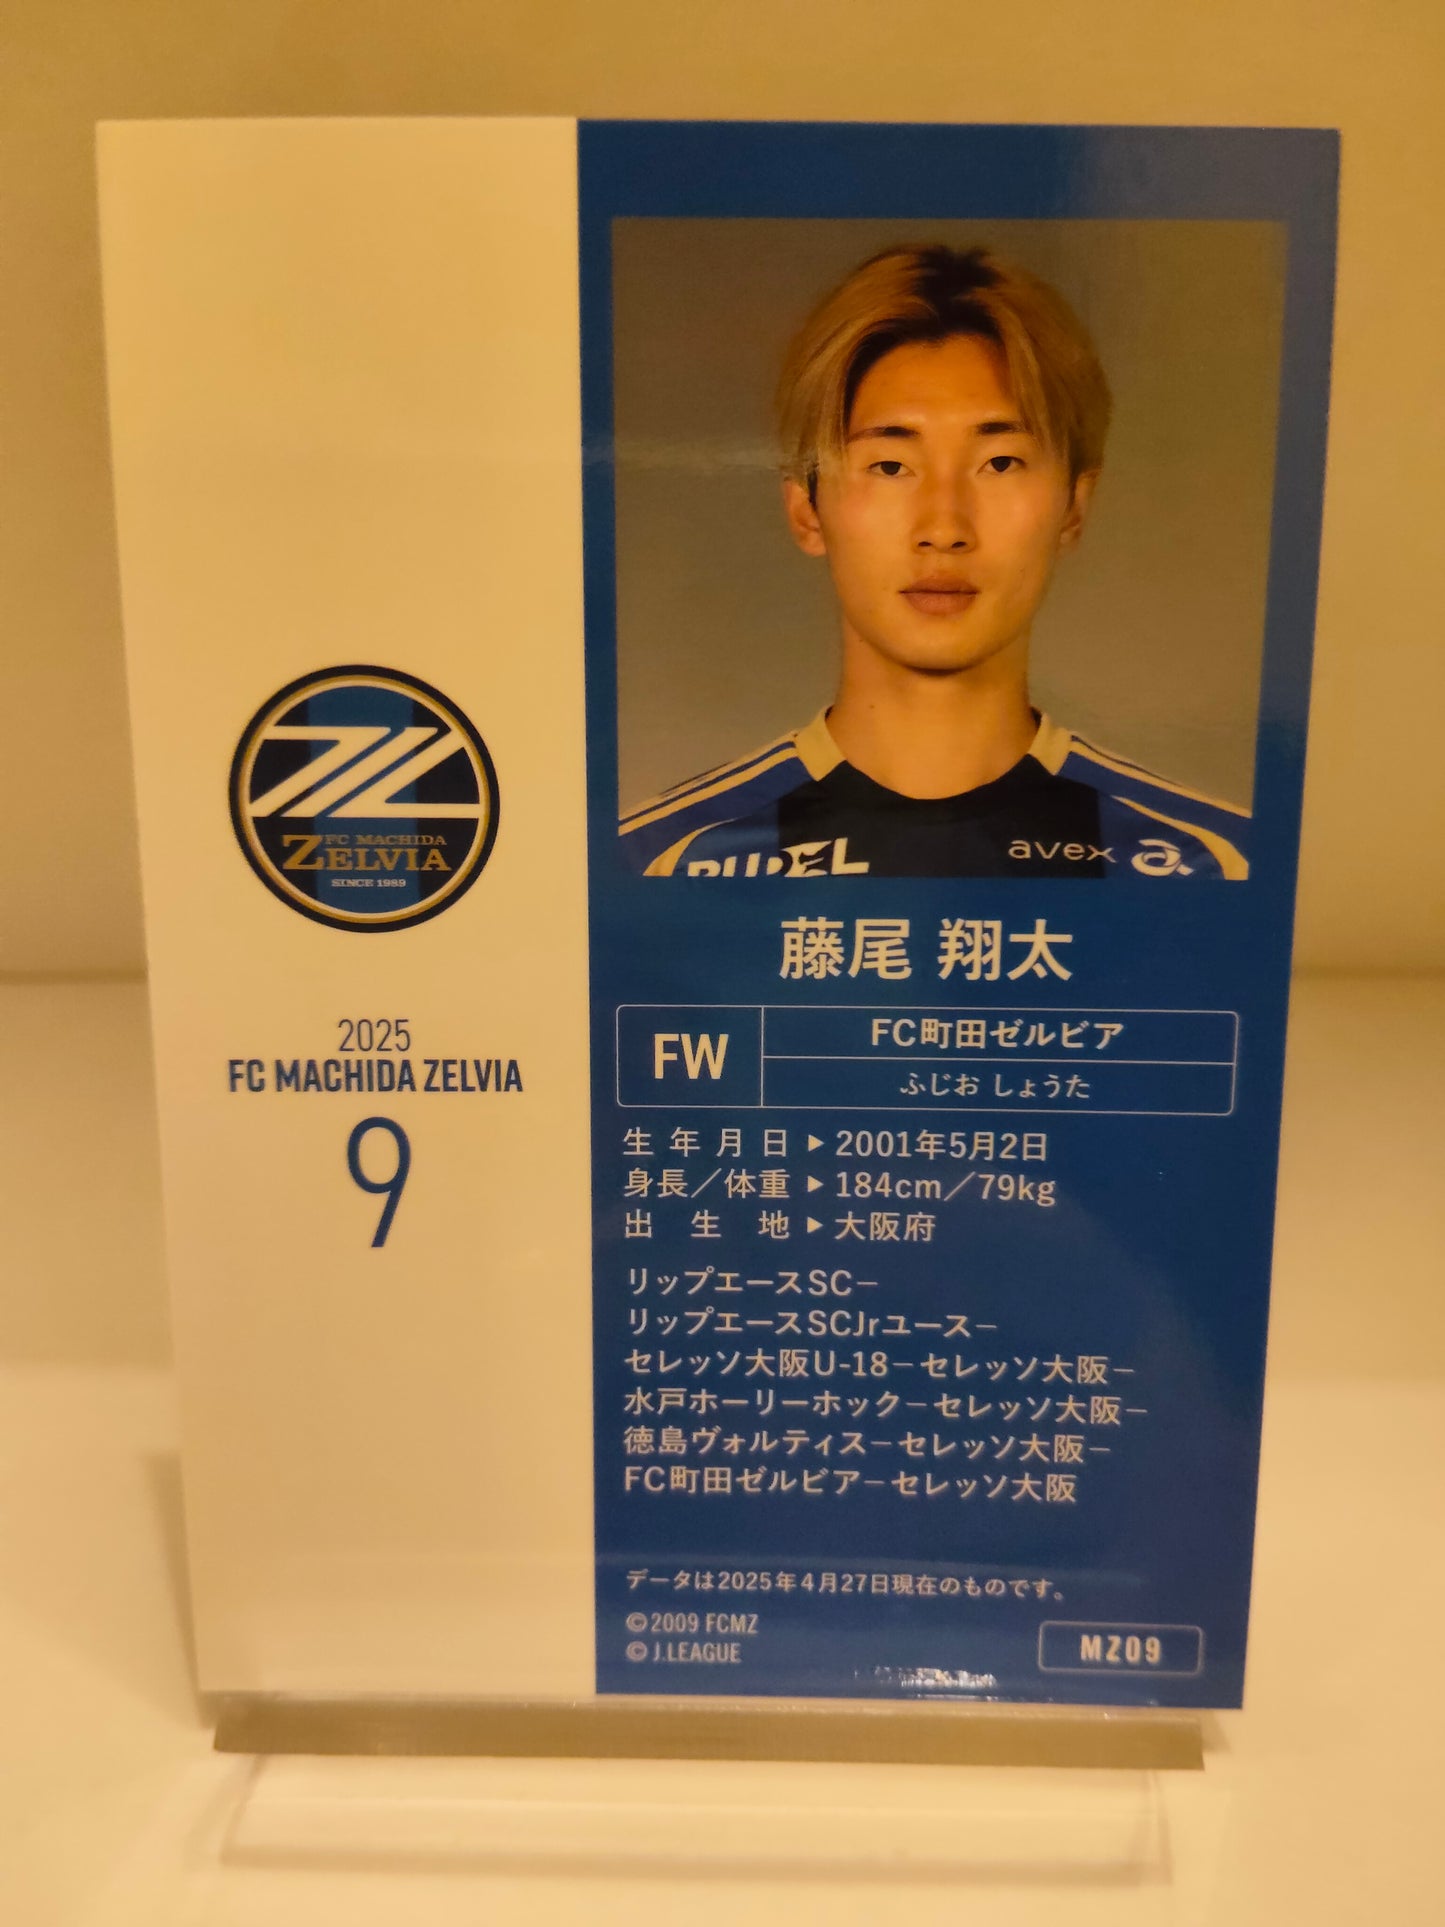 FC MACHIDA
ZELVIA
SINCE 1989
2025
FC MACHIDA ZELVIA
9
avex
藤尾 翔太
FW
FC町田ゼルビア
ふじお しょうた
生年月日▶2001年5月2日
身長／体重▶184cm／79kg
出生地▶大阪府
リップエースSC−
リップエースSCJrユース−
セレッソ大阪U-18−セレッソ大阪−
水戸ホーリーホック−セレッソ大阪−
徳島ヴォルティス−セレッソ大阪−
FC町田ゼルビア−セレッソ大阪
データは2025年4月27日現在のものです。
©2009 FCMZ
© J.LEAGUE
MZ09